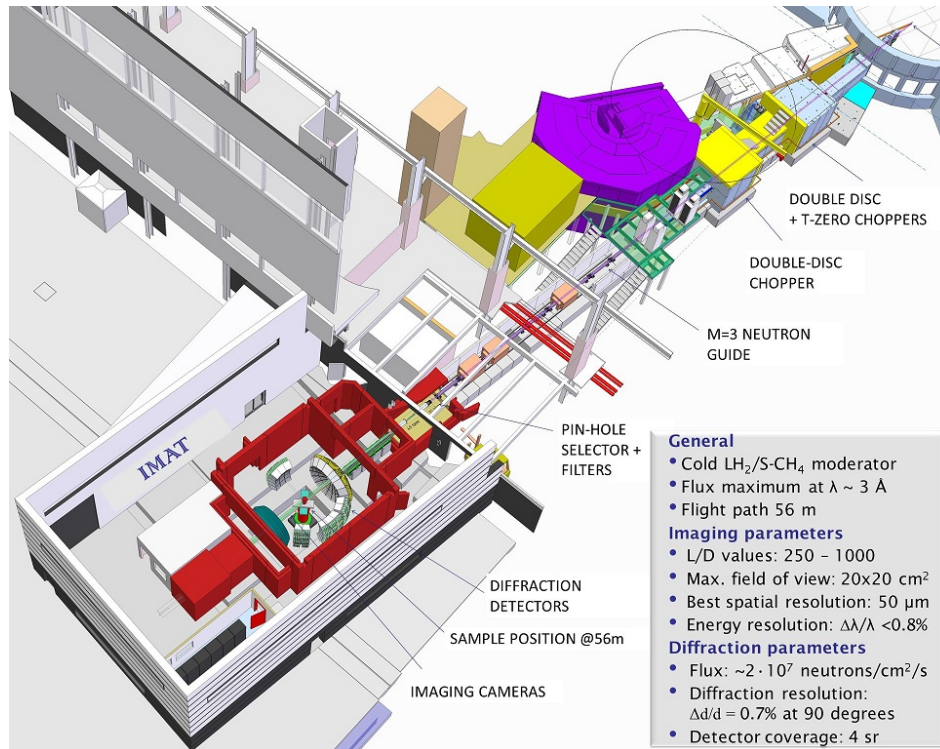 DOUBLE DISC
+ T-ZERO CHOPPERS
DOUBLE-DISC
CHOPPER
M=3 NEUTRON
GUIDE
PIN-HOLE
SELECTOR +
FILTERS
IMAT
DIFFRACTION
DETECTORS
SAMPLE POSITION @56m
IMAGING CAMERAS
General
• Cold LH₂/S-CH₄ moderator
• Flux maximum at λ ~ 3 Å
• Flight path 56 m
Imaging parameters
• L/D values: 250 – 1000
• Max. field of view: 20x20 cm²
• Best spatial resolution: 50 µm
• Energy resolution: Δλ/λ <0.8%
Diffraction parameters
• Flux: ~2·10⁷ neutrons/cm²/s
• Diffraction resolution:
Δd/d = 0.7% at 90 degrees
• Detector coverage: 4 sr